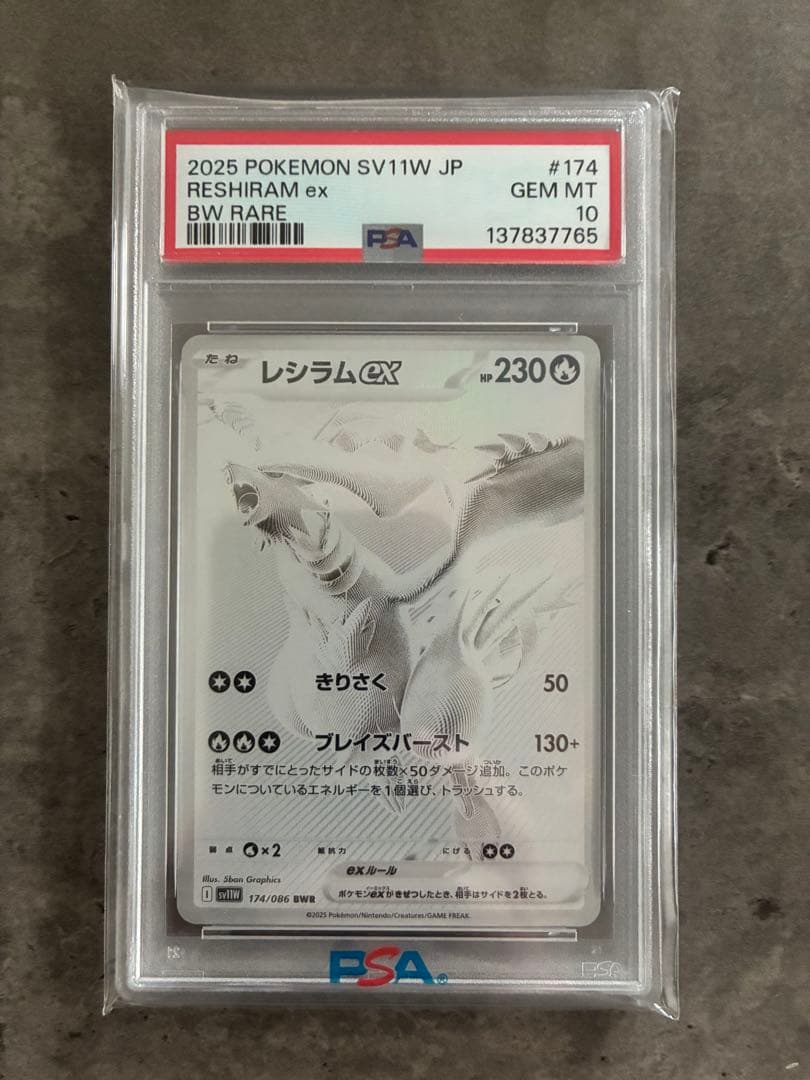 2025 POKEMON SV11W JP #174
RESHIRAM ex GEM MT
BW RARE 10
PSA 137837765
たね レシラムex HP 230
きりさく 50
ブレイズバースト 130+
相手がすでにとったサイドの枚数×50ダメージ追加。このポケ
モンについているエネルギーを1個選び、トラッシュする。
弱点 ×2 抵抗力 にげる
exルール
ポケモンexがきぜつしたとき、相手はサイドを2枚とる。
Illus. 5ban Graphics
I SV11W 174/086 BWR
©2025 Pokémon/Nintendo/Creatures/GAME FREAK.
PSA
PSA